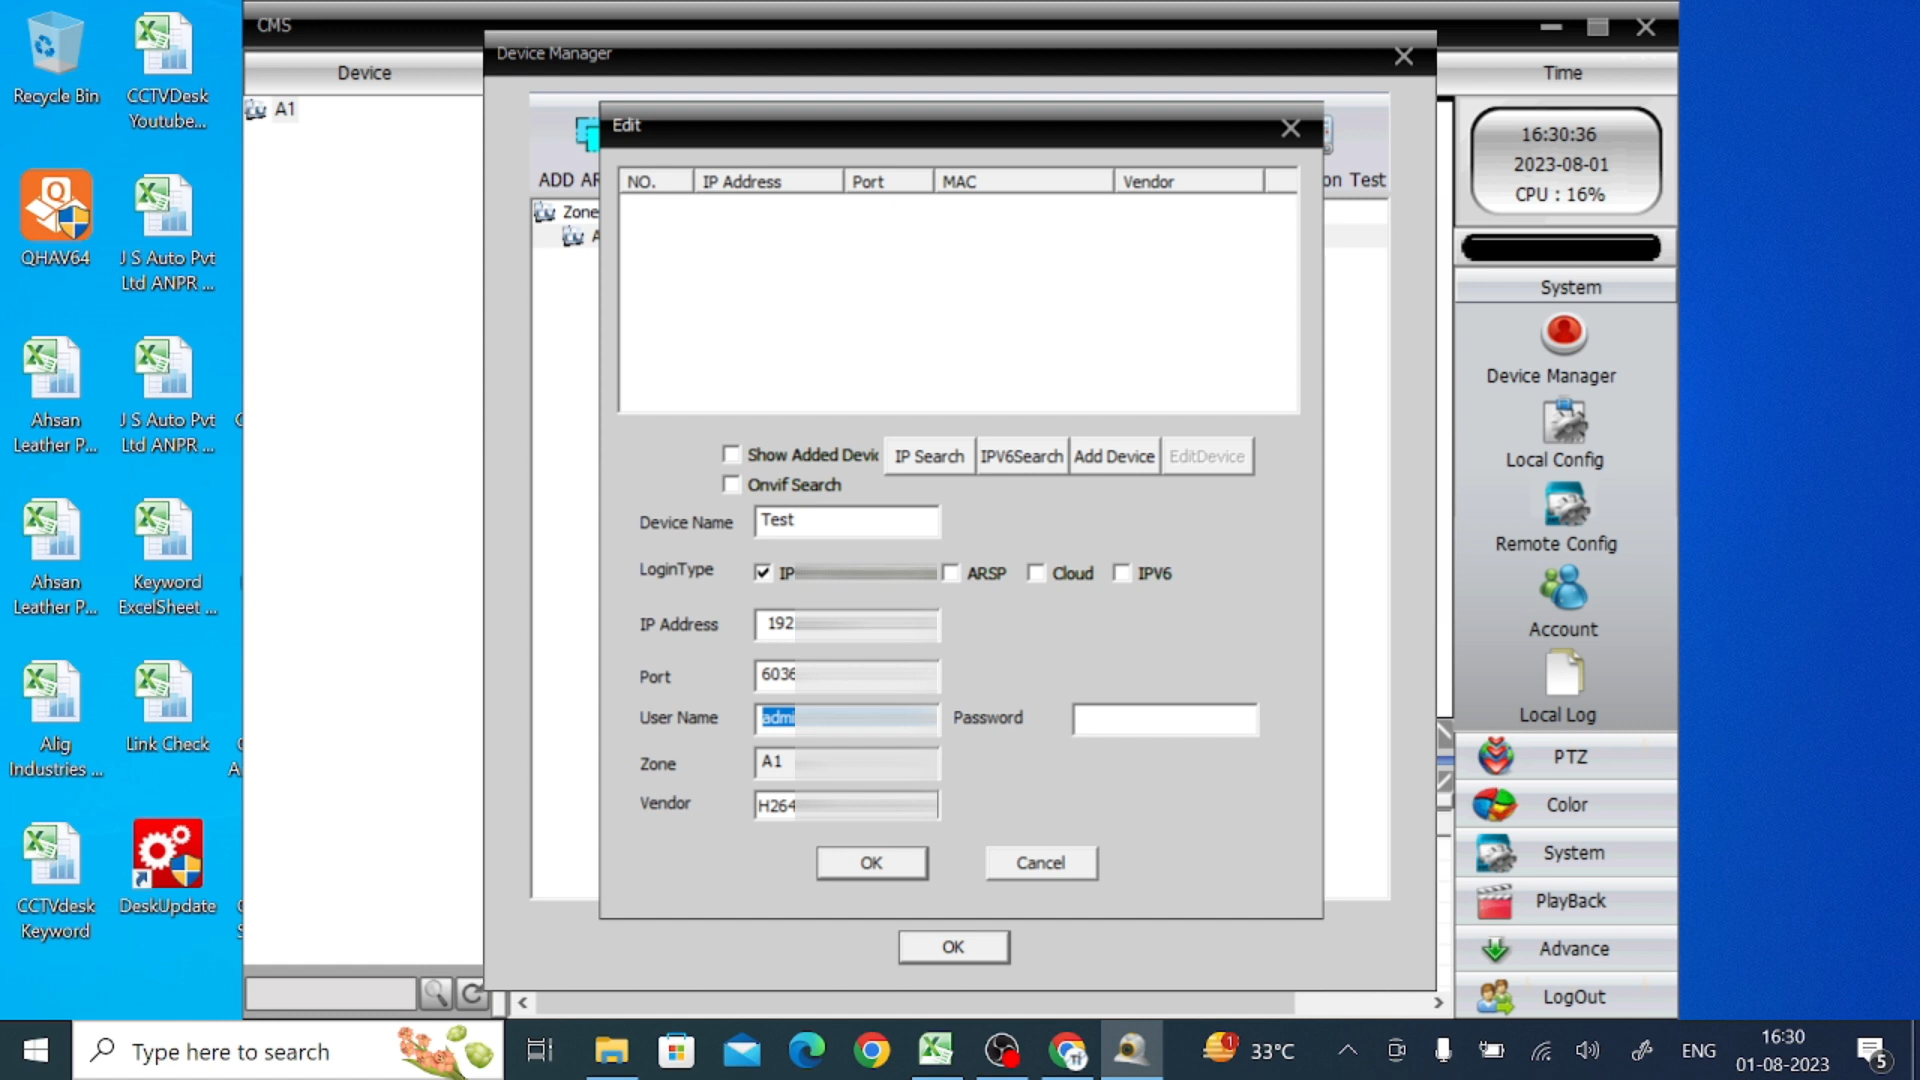 CMS
Device
A1
Recycle Bin
CCTVDesk
Youtube...
QHAV64
J S Auto Pvt
Ltd ANPR ...
Ahsan
Leather P...
J S Auto Pvt
Ltd ANPR ...
Ahsan
Leather P...
Keyword
ExcelSheet ...
Alig
Industries ...
Link Check
CCTVdesk
Keyword
DeskUpdate
Device Manager
ADD AR
on Test
Zone
Edit
NO.
IP Address
Port
MAC
Vendor
Show Added Devic
IP Search
IPV6Search
Add Device
EditDevice
Onvif Search
Device Name
Test
LoginType
IP
ARSP
Cloud
IPV6
IP Address
192
Port
6036
User Name
admi
Password
Zone
A1
Vendor
H264
OK
Cancel
OK
Time
16:30:36
2023-08-01
CPU : 16%
System
Device Manager
Local Config
Remote Config
Account
Local Log
PTZ
Color
System
PlayBack
Advance
LogOut
Type here to search
33°C
ENG
16:30
01-08-2023
5